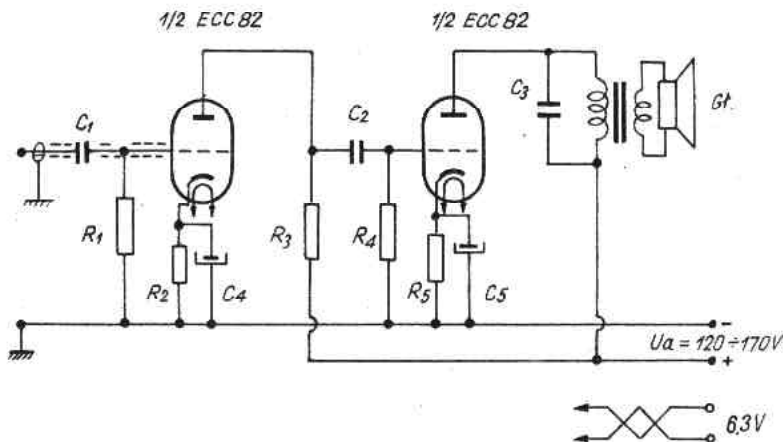 1/2 ECC 82
1/2 ECC 82
C1
C2
C3
Gł.
R1
R2
C4
R3
R4
R5
C5
-
Ua = 120 ÷ 170V
+
6,3V